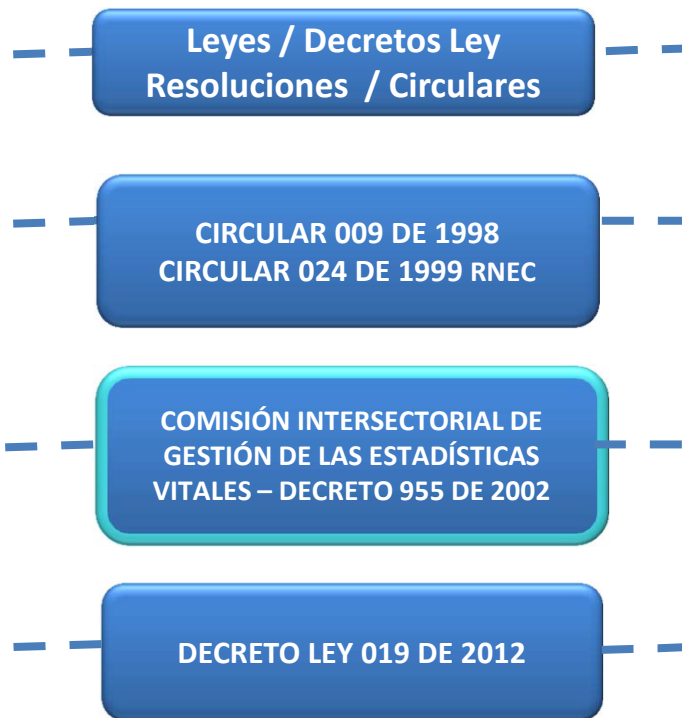 Leyes / Decretos Ley
Resoluciones / Circulares
CIRCULAR 009 DE 1998
CIRCULAR 024 DE 1999 RNEC
COMISIÓN INTERSECTORIAL DE
GESTIÓN DE LAS ESTADÍSTICAS
VITALES – DECRETO 955 DE 2002
DECRETO LEY 019 DE 2012